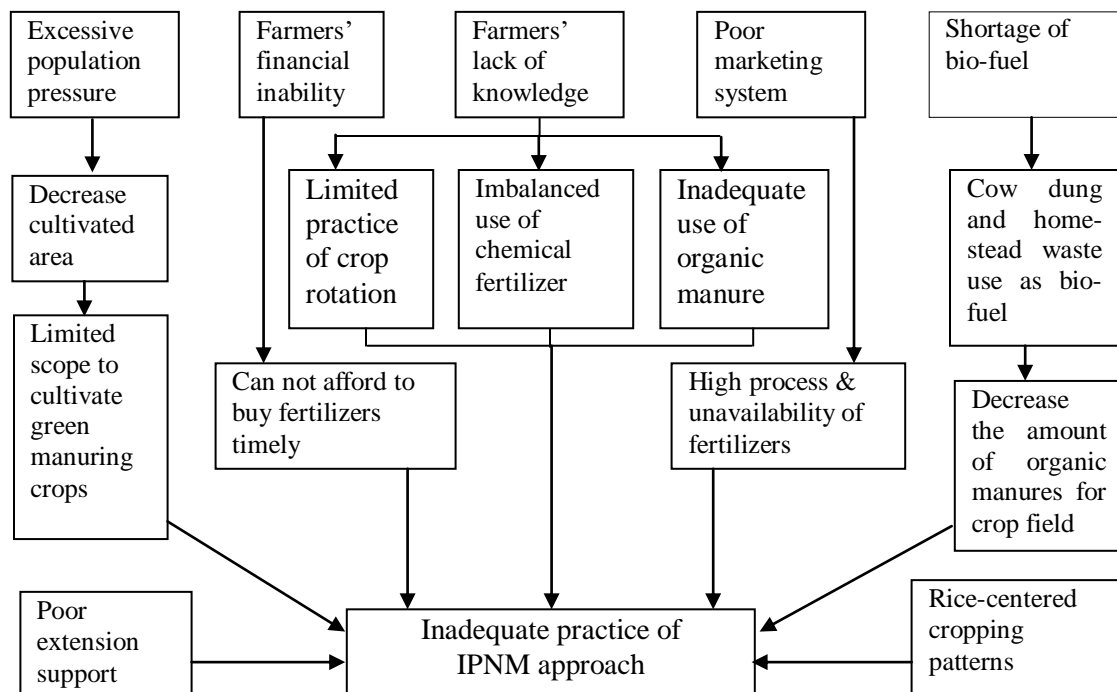 Excessive
population
pressure
Farmers'
financial
inability
Farmers'
lack of
knowledge
Poor
marketing
system
Shortage of
bio-fuel
Decrease
cultivated
area
Limited
practice
of crop
rotation
Imbalanced
use of
chemical
fertilizer
Inadequate
use of
organic
manure
Cow dung
and home-
stead waste
use as bio-
fuel
Limited
scope to
cultivate
green
manuring
crops
Can not afford to
buy fertilizers
timely
High process &
unavailability of
fertilizers
Decrease
the amount
of organic
manures for
crop field
Poor
extension
support
Inadequate practice of
IPNM approach
Rice-centered
cropping
patterns